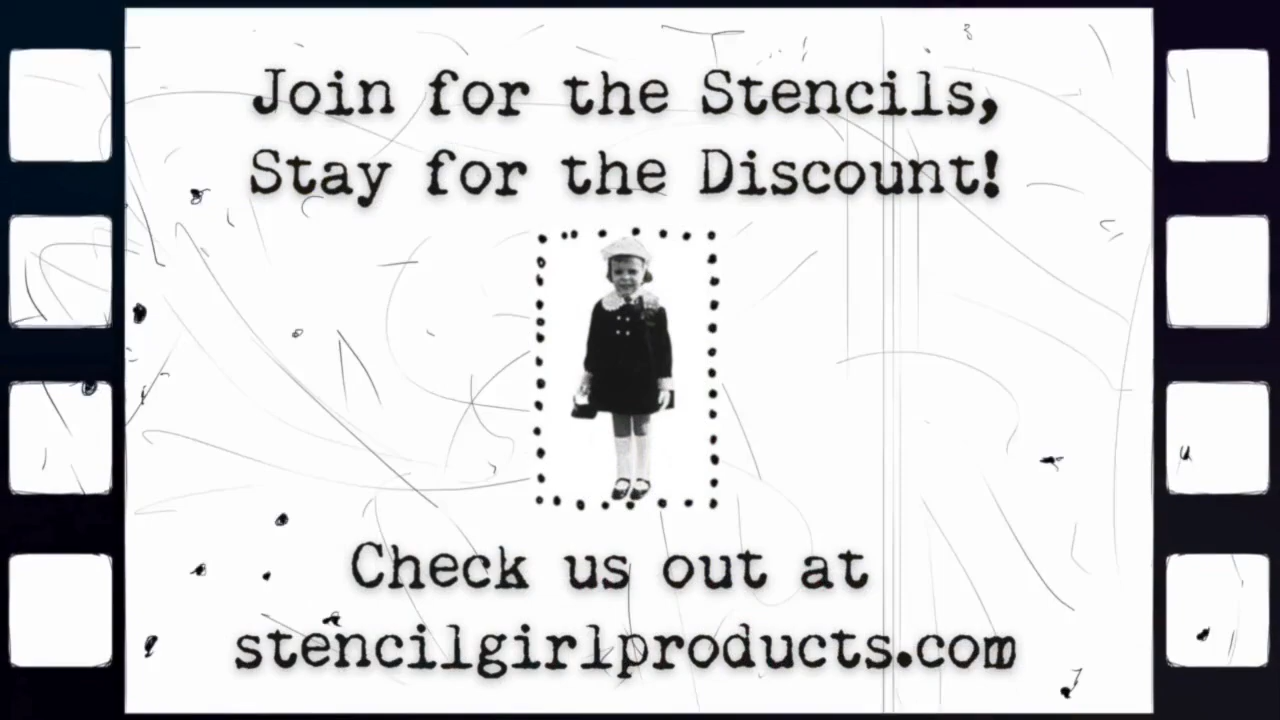 Join for the Stencils,
Stay for the Discount!
Check us out at
stencilgirlproducts.com